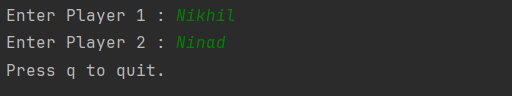 Enter Player 1 : Nikhil
Enter Player 2 : Ninad
Press q to quit.